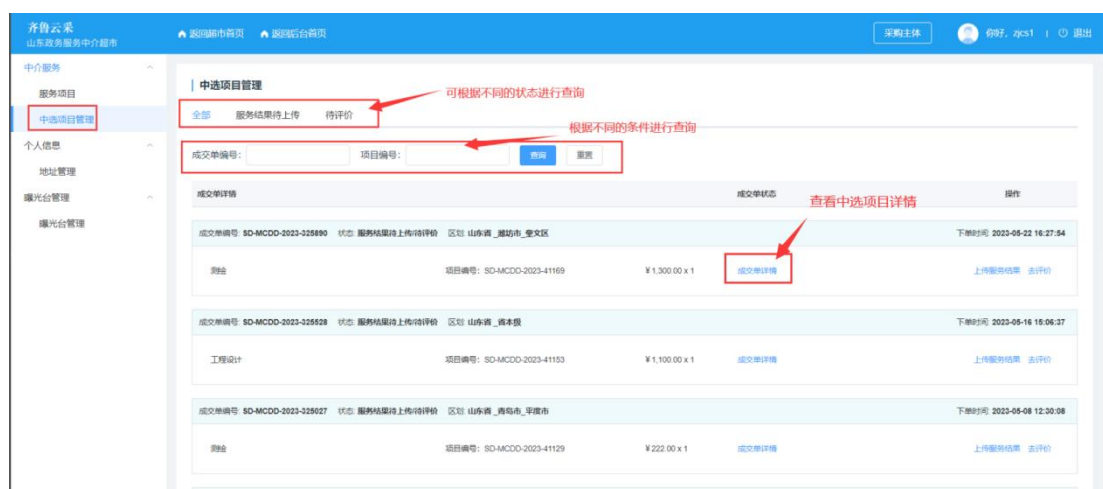 齐鲁云采
山东政务服务中介超市
返回超市首页 返回后台首页
采购主体 你好，zjcs1 | 退出
中介服务
服务项目
中选项目管理
个人信息
地址管理
曝光台管理
曝光台管理
中选项目管理
可根据不同的状态进行查询
全部 服务结果待上传 待评价
根据不同的条件进行查询
成交单编号： 项目编号： 查询 重置
成交单详情 成交单状态 操作
查看中选项目详情
成交单编号: SD-MCDD-2023-325890 状态: 服务结果待上传/待评价 区划: 山东省_潍坊市_奎文区 下单时间: 2023-05-22 16:27:54
测绘 项目编号：SD-MCDD-2023-41169 ¥1,300.00 x 1 成交单详情 上传服务结果 去评价
成交单编号: SD-MCDD-2023-325528 状态: 服务结果待上传/待评价 区划: 山东省_省本级 下单时间: 2023-05-16 15:06:37
工程设计 项目编号：SD-MCDD-2023-41153 ¥1,100.00 x 1 成交单详情 上传服务结果 去评价
成交单编号: SD-MCDD-2023-325027 状态: 服务结果待上传/待评价 区划: 山东省_青岛市_平度市 下单时间: 2023-05-08 12:30:08
测绘 项目编号：SD-MCDD-2023-41129 ¥222.00 x 1 成交单详情 上传服务结果 去评价